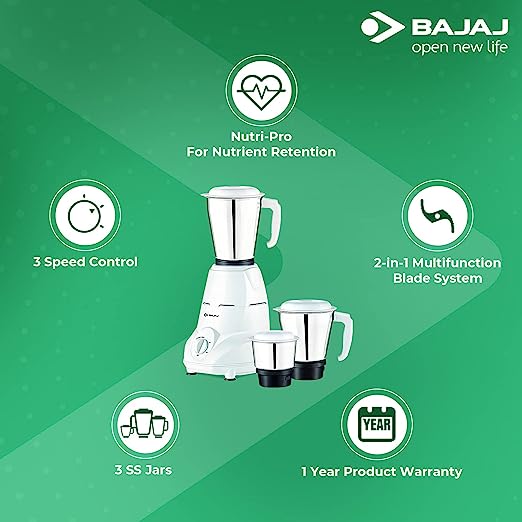 BAJAJ
open new life
Nutri-Pro
For Nutrient Retention
3 Speed Control
2-in-1 Multifunction
Blade System
BAJAJ
3 SS Jars
YEAR
1 Year Product Warranty